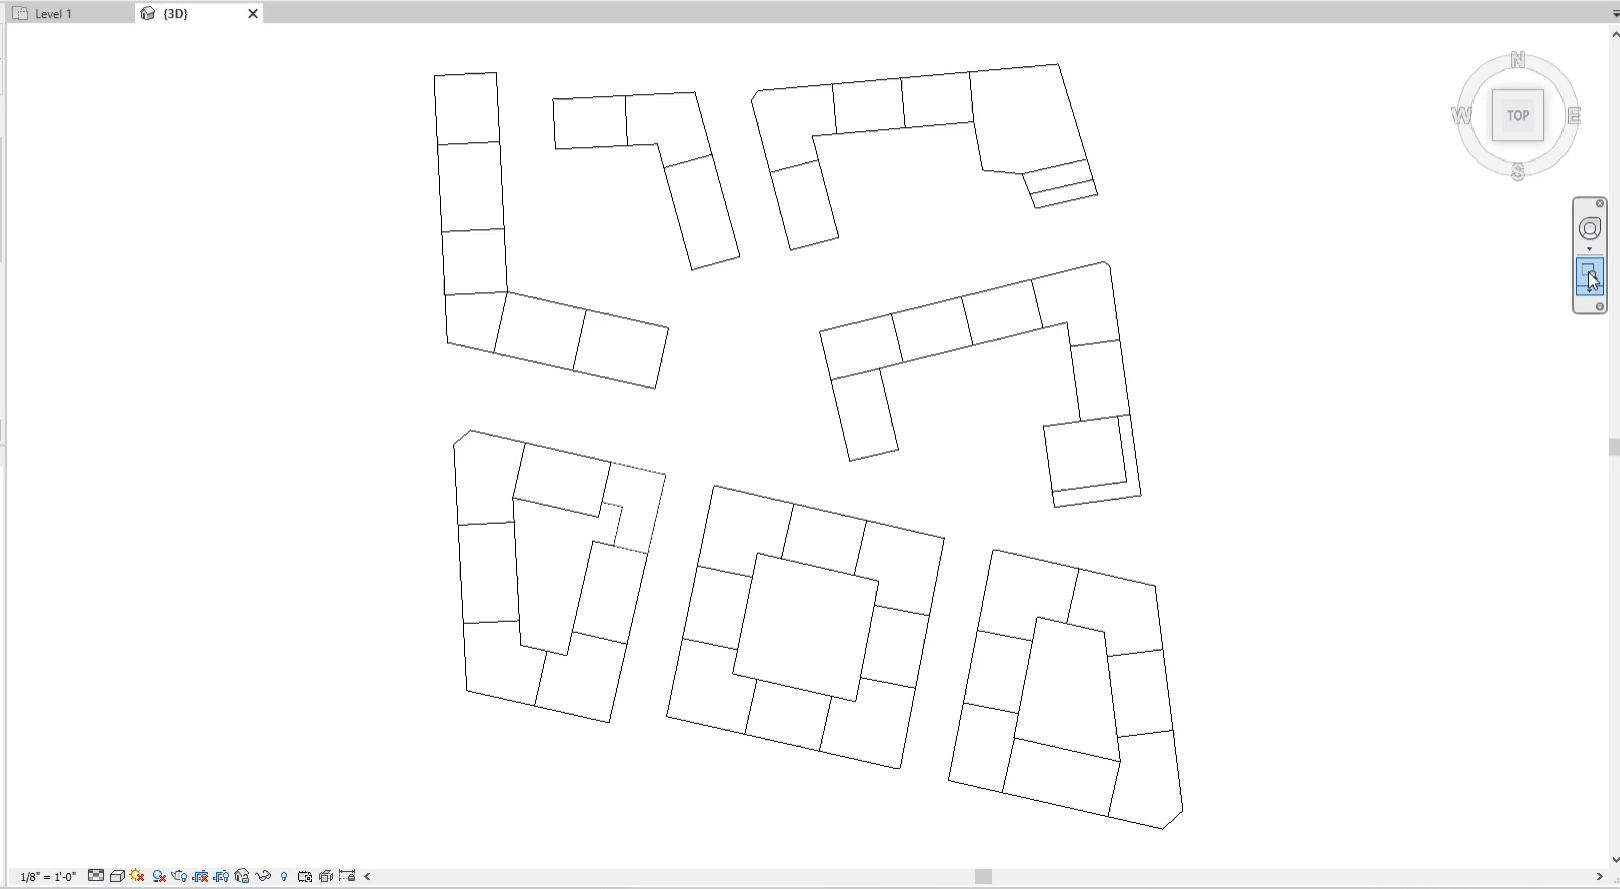 Level 1
{3D}
N
W
TOP
E
S
1/8" = 1'-0"